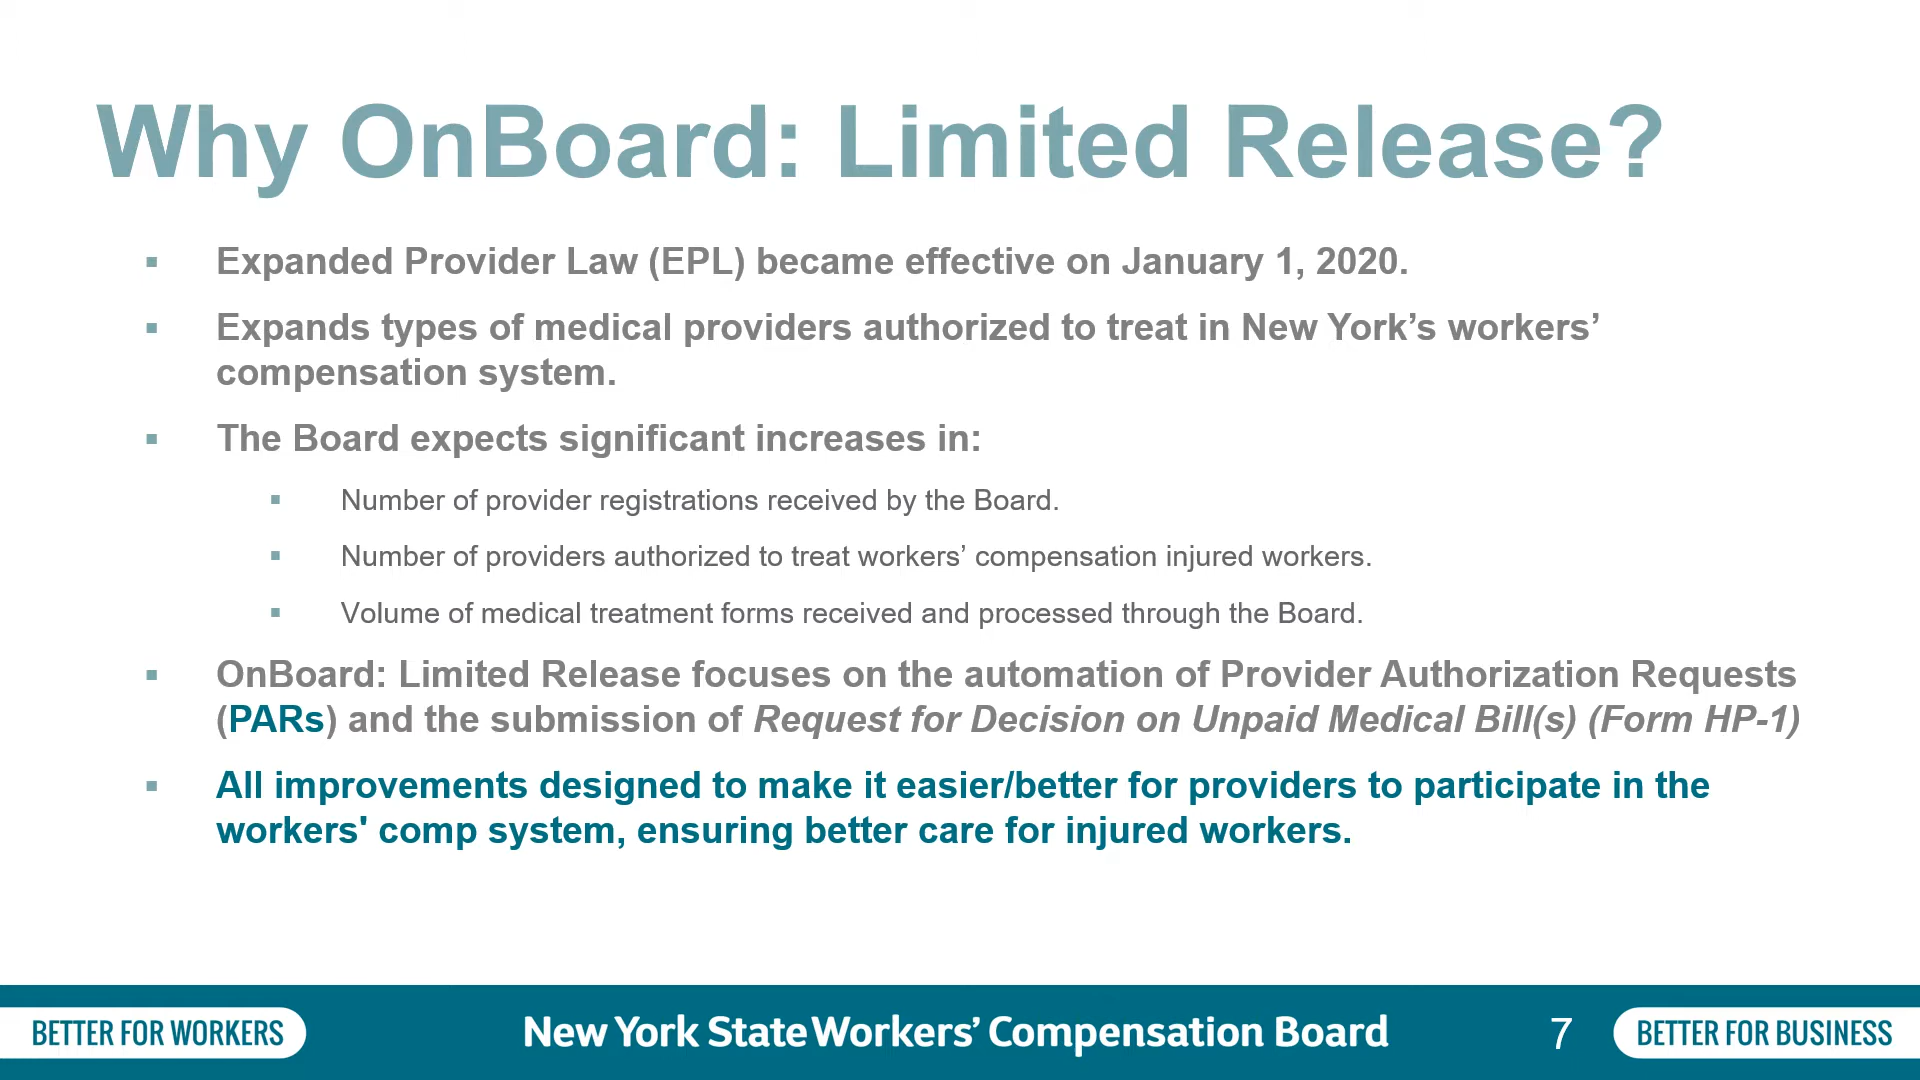 Why OnBoard: Limited Release?
▪ Expanded Provider Law (EPL) became effective on January 1, 2020.
▪ Expands types of medical providers authorized to treat in New York’s workers’
compensation system.
▪ The Board expects significant increases in:
▪ Number of provider registrations received by the Board.
▪ Number of providers authorized to treat workers’ compensation injured workers.
▪ Volume of medical treatment forms received and processed through the Board.
▪ OnBoard: Limited Release focuses on the automation of Provider Authorization Requests
(PARs) and the submission of Request for Decision on Unpaid Medical Bill(s) (Form HP-1)
▪ All improvements designed to make it easier/better for providers to participate in the
workers' comp system, ensuring better care for injured workers.
BETTER FOR WORKERS
New York State Workers’ Compensation Board
7
BETTER FOR BUSINESS